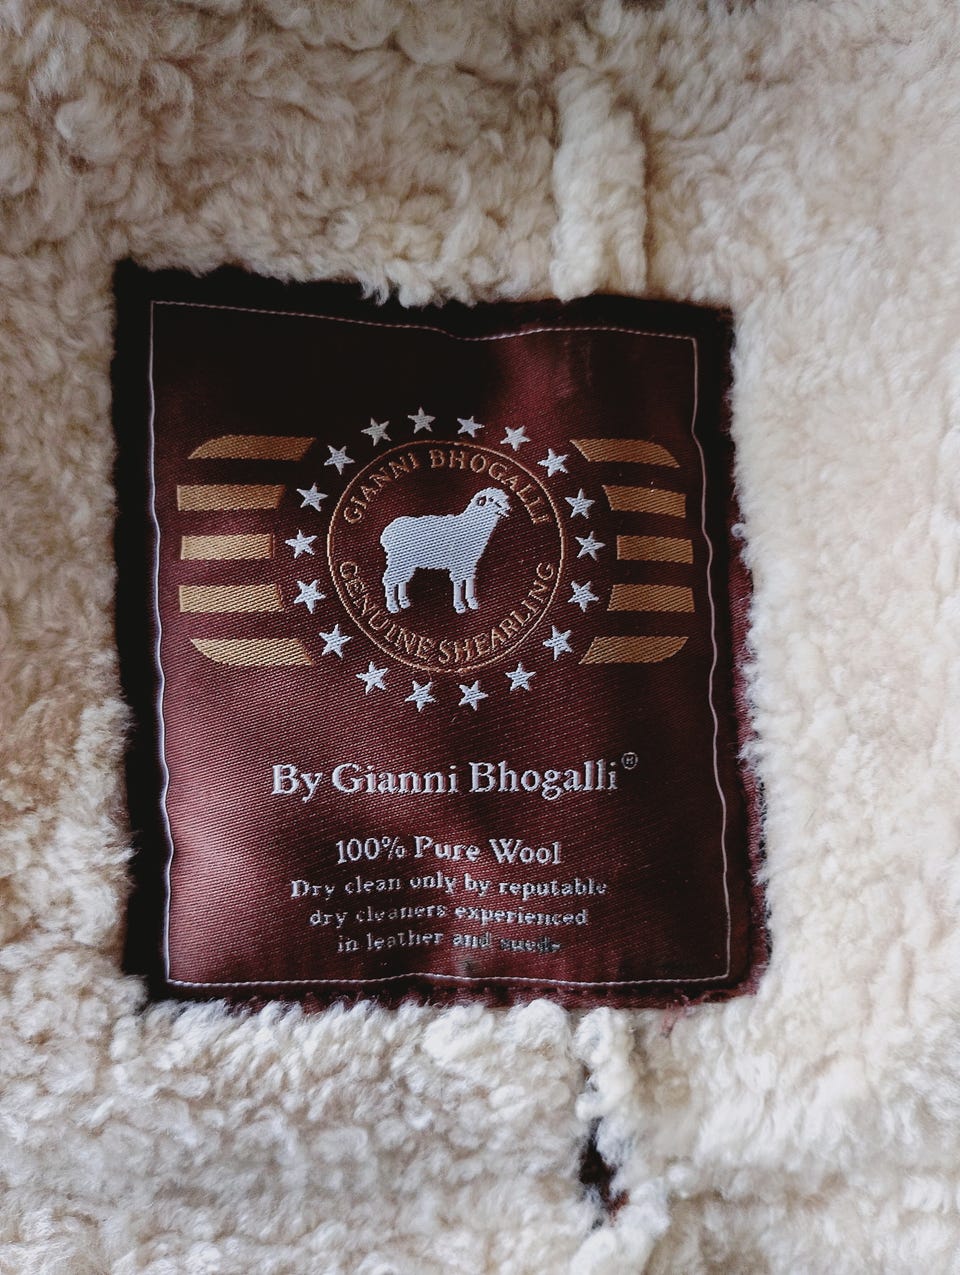 GIANNI BHOGALLI
GENUINE SHEARLING
By Gianni Bhogalli®
100% Pure Wool
Dry clean only by reputable
dry cleaners experienced
in leather and suede